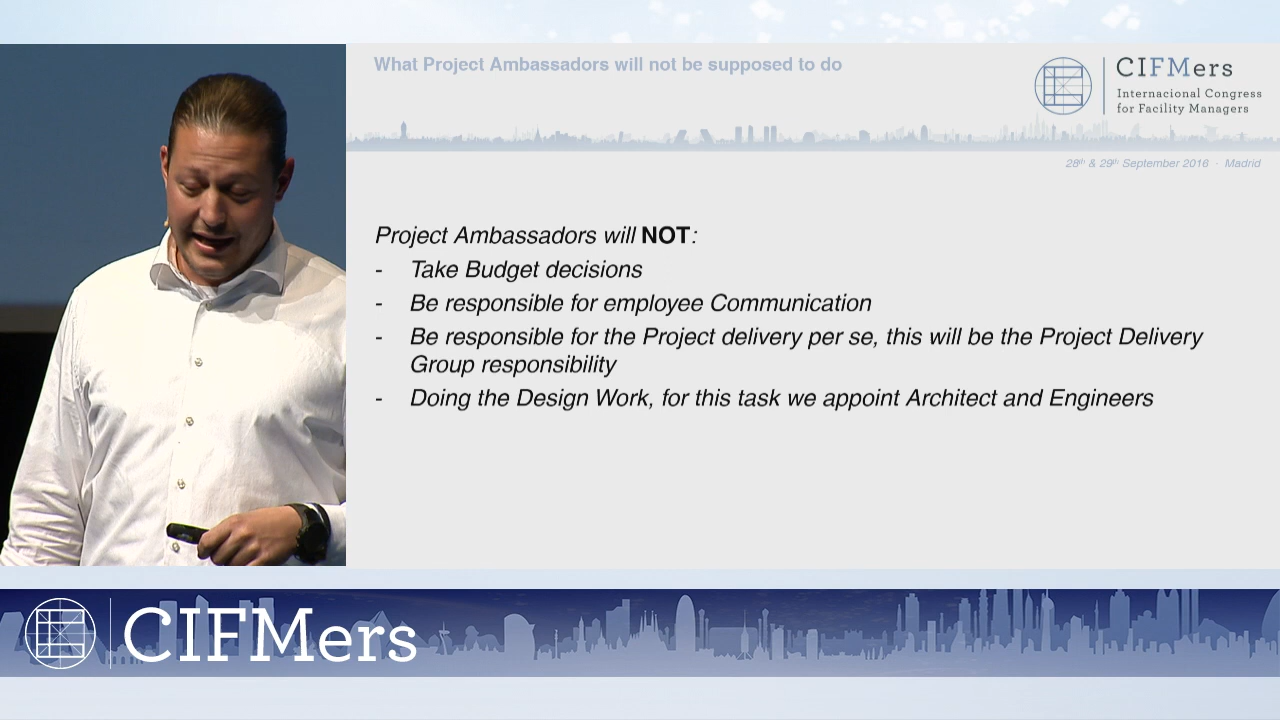 What Project Ambassadors will not be supposed to do
CIFMers
Internacional Congress
for Facility Managers
28th & 29th September 2016 · Madrid
Project Ambassadors will NOT:
- Take Budget decisions
- Be responsible for employee Communication
- Be responsible for the Project delivery per se, this will be the Project Delivery
Group responsibility
- Doing the Design Work, for this task we appoint Architect and Engineers
CIFMers